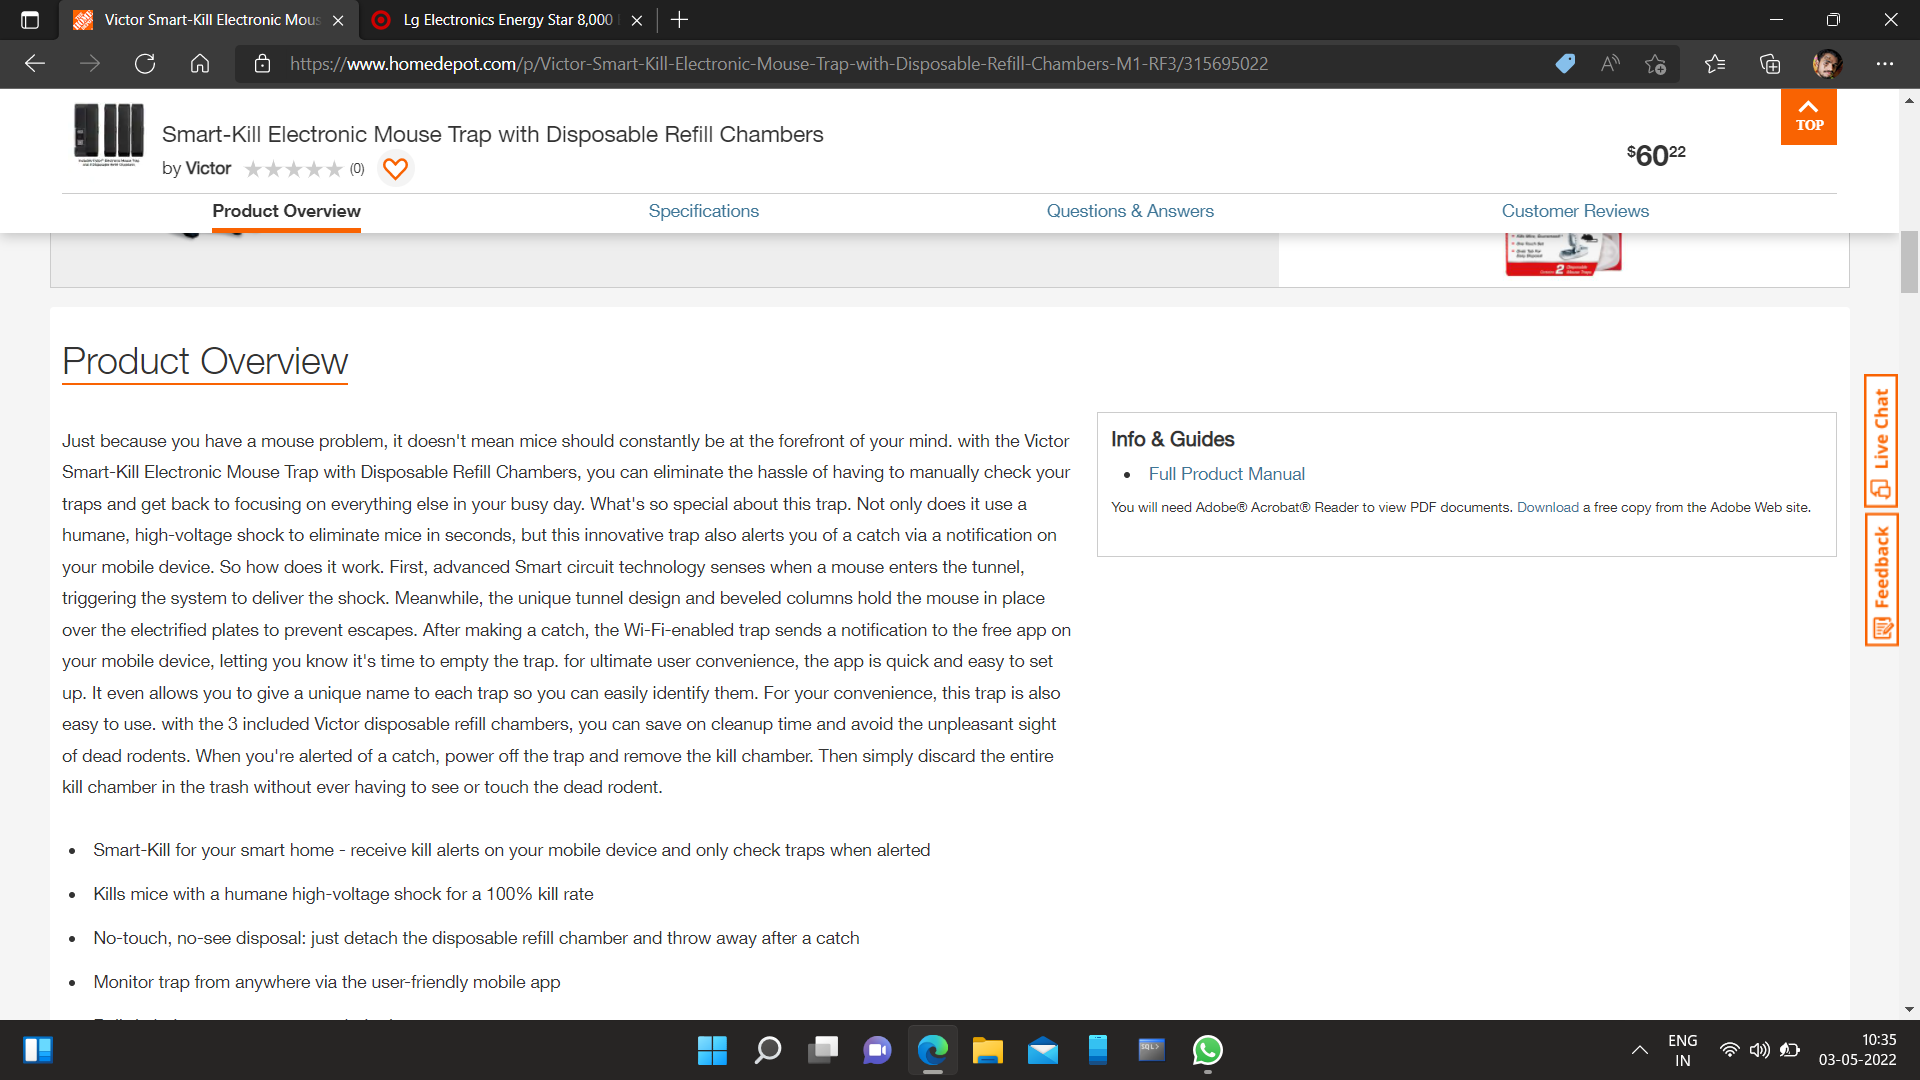 Victor Smart-Kill Electronic Mous
Lg Electronics Energy Star 8,000
https://www.homedepot.com/p/Victor-Smart-Kill-Electronic-Mouse-Trap-with-Disposable-Refill-Chambers-M1-RF3/315695022
TOP
Smart-Kill Electronic Mouse Trap with Disposable Refill Chambers
by Victor (0)
$60 22
Product Overview
Specifications
Questions & Answers
Customer Reviews
2
Product Overview
Just because you have a mouse problem, it doesn't mean mice should constantly be at the forefront of your mind. with the Victor
Smart-Kill Electronic Mouse Trap with Disposable Refill Chambers, you can eliminate the hassle of having to manually check your
traps and get back to focusing on everything else in your busy day. What's so special about this trap. Not only does it use a
humane, high-voltage shock to eliminate mice in seconds, but this innovative trap also alerts you of a catch via a notification on
your mobile device. So how does it work. First, advanced Smart circuit technology senses when a mouse enters the tunnel,
triggering the system to deliver the shock. Meanwhile, the unique tunnel design and beveled columns hold the mouse in place
over the electrified plates to prevent escapes. After making a catch, the Wi-Fi-enabled trap sends a notification to the free app on
your mobile device, letting you know it's time to empty the trap. for ultimate user convenience, the app is quick and easy to set
up. It even allows you to give a unique name to each trap so you can easily identify them. For your convenience, this trap is also
easy to use. with the 3 included Victor disposable refill chambers, you can save on cleanup time and avoid the unpleasant sight
of dead rodents. When you're alerted of a catch, power off the trap and remove the kill chamber. Then simply discard the entire
kill chamber in the trash without ever having to see or touch the dead rodent.
• Smart-Kill for your smart home - receive kill alerts on your mobile device and only check traps when alerted
• Kills mice with a humane high-voltage shock for a 100% kill rate
• No-touch, no-see disposal: just detach the disposable refill chamber and throw away after a catch
• Monitor trap from anywhere via the user-friendly mobile app
Info & Guides
• Full Product Manual
You will need Adobe® Acrobat® Reader to view PDF documents. Download a free copy from the Adobe Web site.
Live Chat
Feedback
SQL>
ENG
IN
10:35
03-05-2022